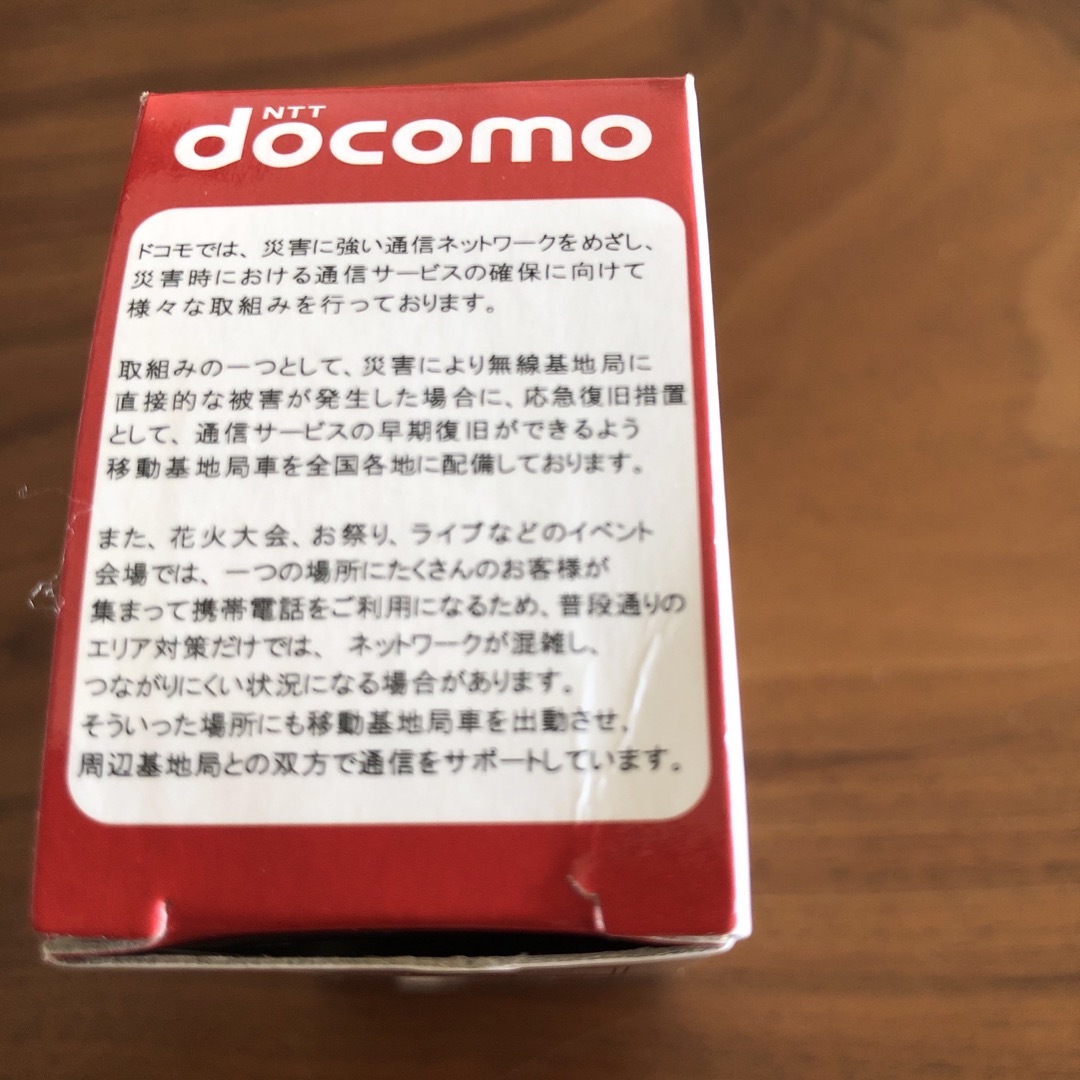 NTT
docomo
ドコモでは、災害に強い通信ネットワークをめざし、
災害時における通信サービスの確保に向けて
様々な取組みを行っております。
取組みの一つとして、災害により無線基地局に
直接的な被害が発生した場合に、応急復旧措置
として、通信サービスの早期復旧ができるよう
移動基地局車を全国各地に配備しております。
また、花火大会、お祭り、ライブなどのイベント
会場では、一つの場所にたくさんのお客様が
集まって携帯電話をご利用になるため、普段通りの
エリア対策だけでは、ネットワークが混雑し、
つながりにくい状況になる場合があります。
そういった場所にも移動基地局車を出動させ、
周辺基地局との双方で通信をサポートしています。